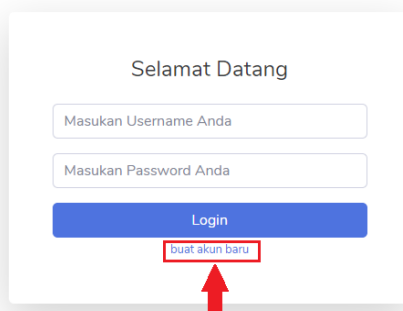 Selamat Datang
Masukan Username Anda
Masukan Password Anda
Login
buat akun baru